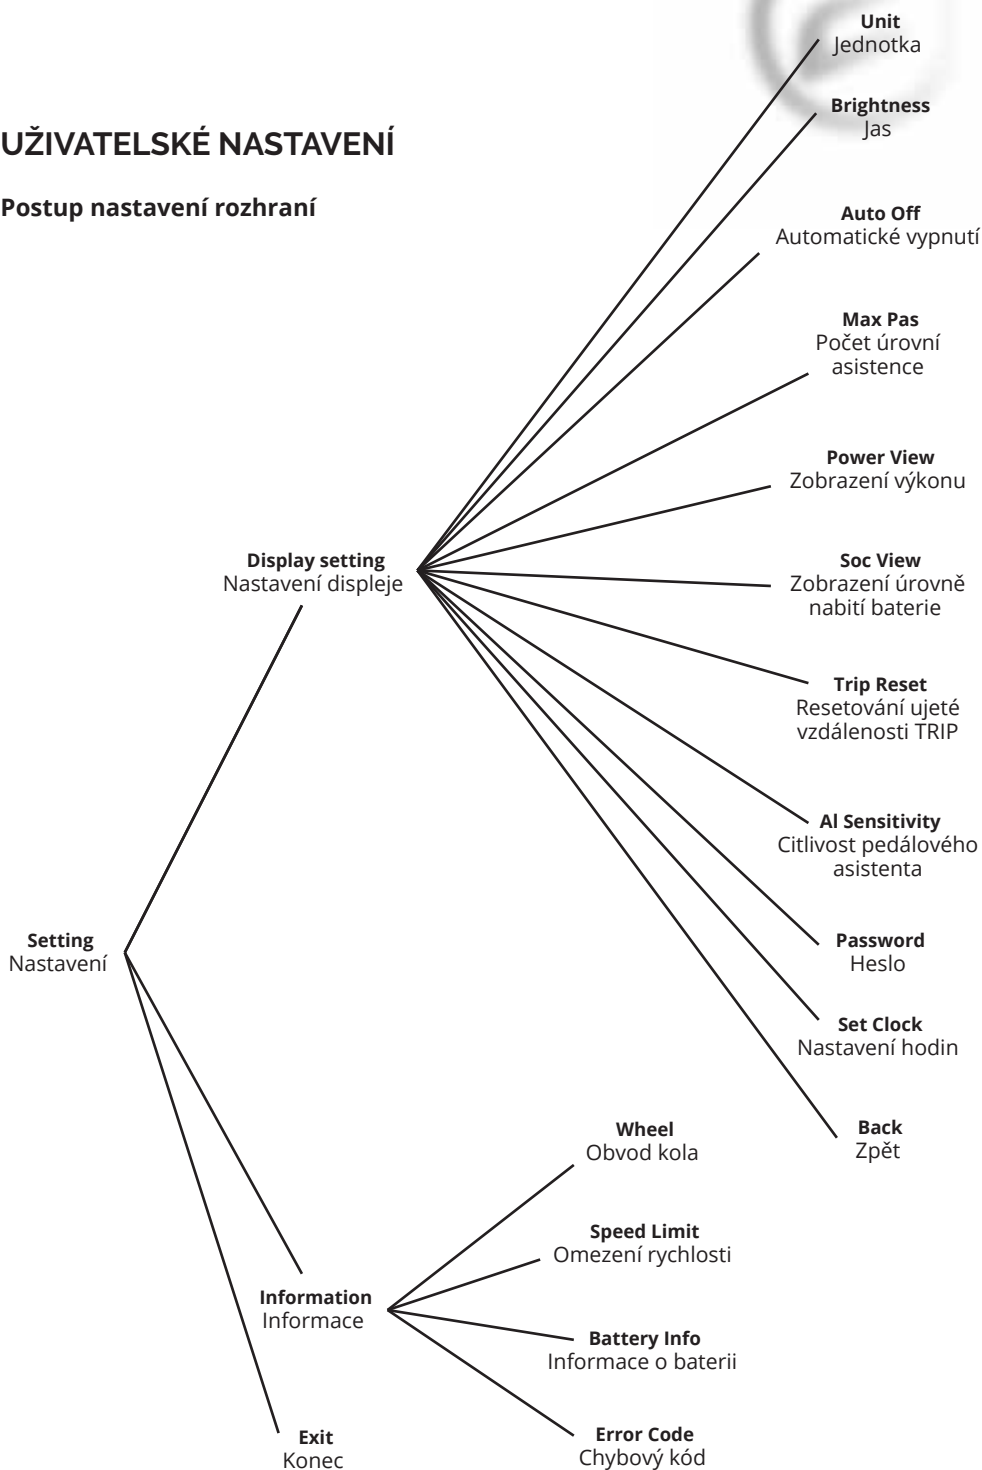 UŽIVATELSKÉ NASTAVENÍ
Postup nastavení rozhraní
Unit
Jednotka
Brightness
Jas
Auto Off
Automatické vypnutí
Max Pas
Počet úrovní
asistence
Power View
Zobrazení výkonu
Soc View
Zobrazení úrovně
nabití baterie
Trip Reset
Resetování ujeté
vzdálenosti TRIP
Al Sensitivity
Citlivost pedálového
asistenta
Password
Heslo
Set Clock
Nastavení hodin
Back
Zpět
Display setting
Nastavení displeje
Setting
Nastavení
Wheel
Obvod kola
Speed Limit
Omezení rychlosti
Battery Info
Informace o baterii
Error Code
Chybový kód
Information
Informace
Exit
Konec